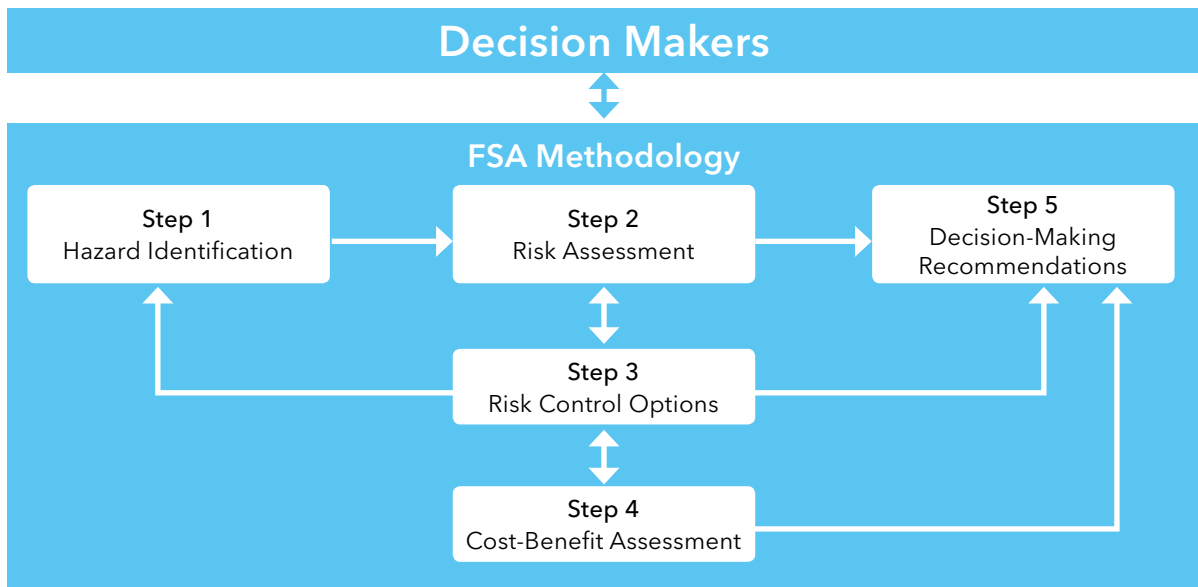 Decision Makers
FSA Methodology
Step 1
Hazard Identification
Step 2
Risk Assessment
Step 5
Decision-Making
Recommendations
Step 3
Risk Control Options
Step 4
Cost-Benefit Assessment